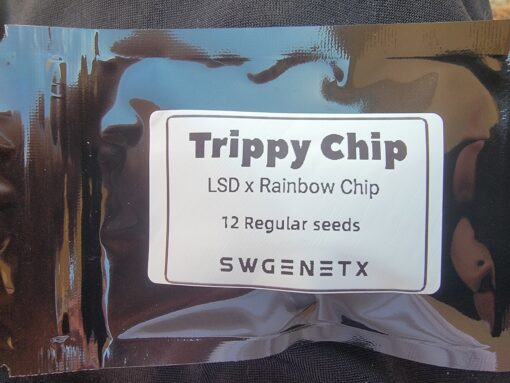 Trippy Chip
LSD x Rainbow Chip
12 Regular seeds
SWGENETX